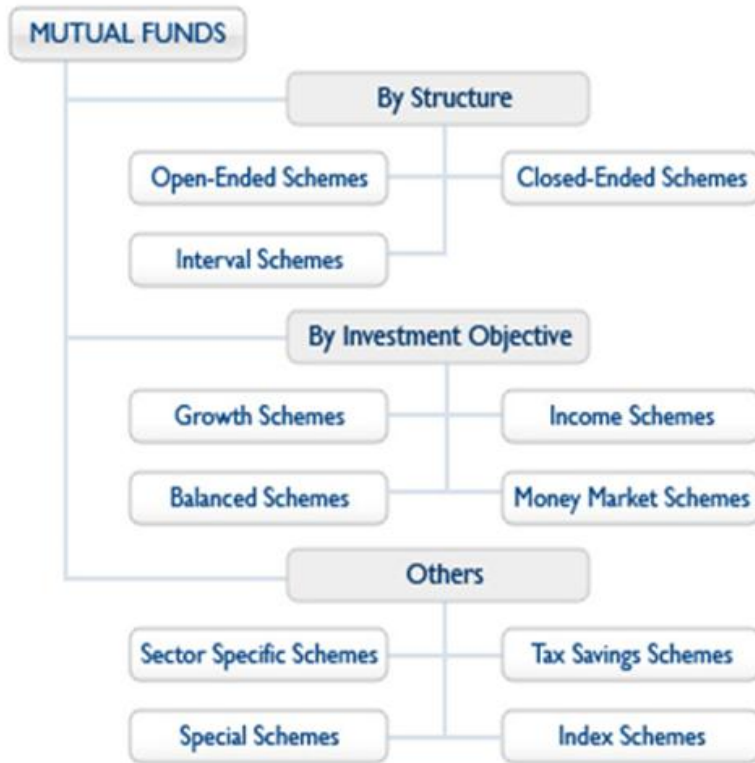 MUTUAL FUNDS
By Structure
Open-Ended Schemes
Closed-Ended Schemes
Interval Schemes
By Investment Objective
Growth Schemes
Income Schemes
Balanced Schemes
Money Market Schemes
Others
Sector Specific Schemes
Tax Savings Schemes
Special Schemes
Index Schemes